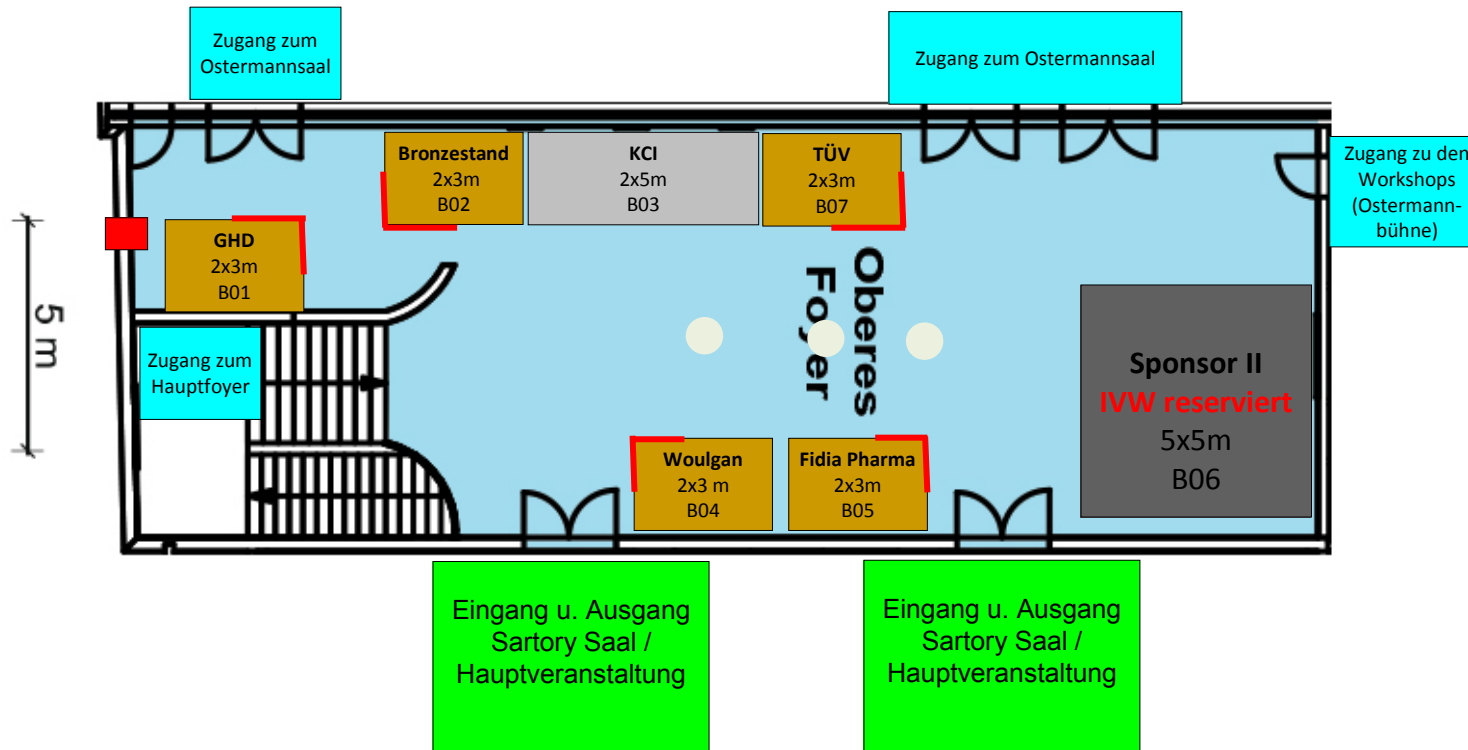 Zugang zum
Ostermannsaal
Zugang zum Ostermannsaal
Bronzestand
2x3m
B02
KCI
2x5m
B03
TÜV
2x3m
B07
Zugang zu den
Workshops
(Ostermann-
bühne)
GHD
2x3m
B01
5 m
Oberes
Foyer
Zugang zum
Hauptfoyer
Sponsor II
IVW reserviert
5x5m
B06
Woulgan
2x3 m
B04
Fidia Pharma
2x3m
B05
Eingang u. Ausgang
Sartory Saal /
Hauptveranstaltung
Eingang u. Ausgang
Sartory Saal /
Hauptveranstaltung